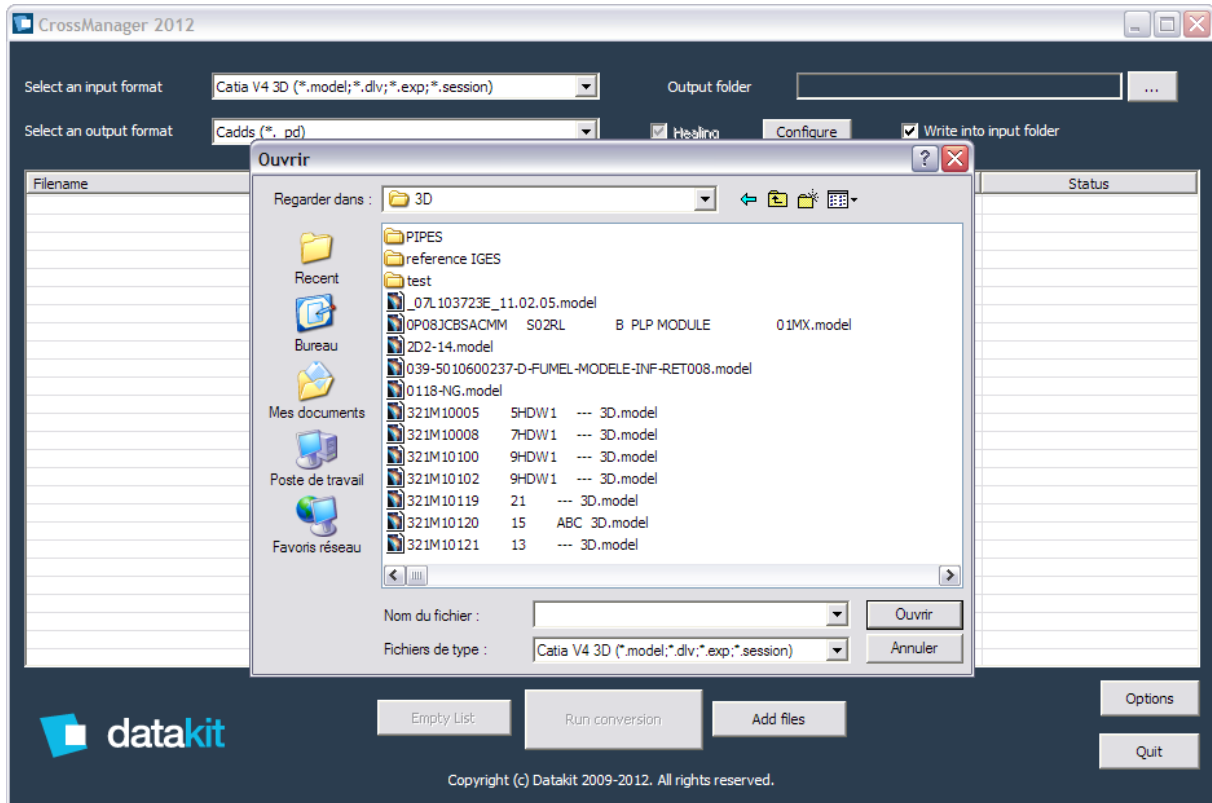 CrossManager 2012
Select an input format Catia V4 3D (*.model;*.dlv;*.exp;*.session) Output folder ...
Select an output format Cadds (*._pd) Healing Configure Write into input folder
Ouvrir
Filename Status
Regarder dans : 3D
PIPES
reference IGES
test
_07L103723E_11.02.05.model
0P08JCBSACMM S02RL B PLP MODULE 01MX.model
2D2-14.model
039-5010600237-D-FUMEL-MODELE-INF-RET008.model
0118-NG.model
321M10005 5HDW1 --- 3D.model
321M10008 7HDW1 --- 3D.model
321M10100 9HDW1 --- 3D.model
321M10102 9HDW1 --- 3D.model
321M10119 21 --- 3D.model
321M10120 15 ABC 3D.model
321M10121 13 --- 3D.model
Recent
Bureau
Mes documents
Poste de travail
Favoris réseau
Nom du fichier : Ouvrir
Fichiers de type : Catia V4 3D (*.model;*.dlv;*.exp;*.session) Annuler
datakit
Empty List Run conversion Add files
Options
Quit
Copyright (c) Datakit 2009-2012. All rights reserved.